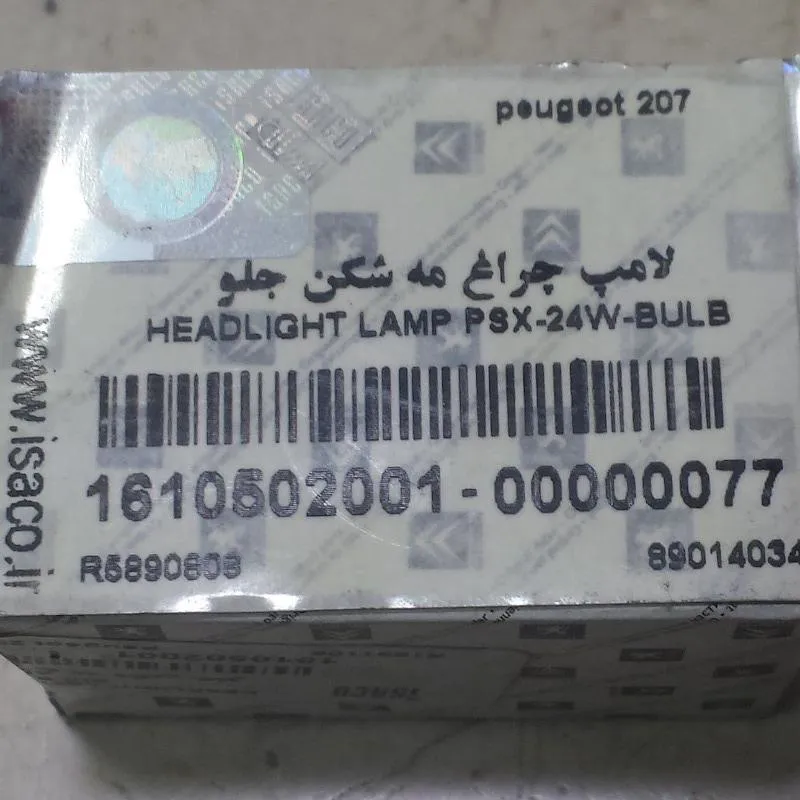 peugeot 207
لامپ چراغ مه شکن جلو
HEADLIGHT LAMP PSX-24W-BULB
1610502001-00000077
R5890808
89014034
www.isaco.ir